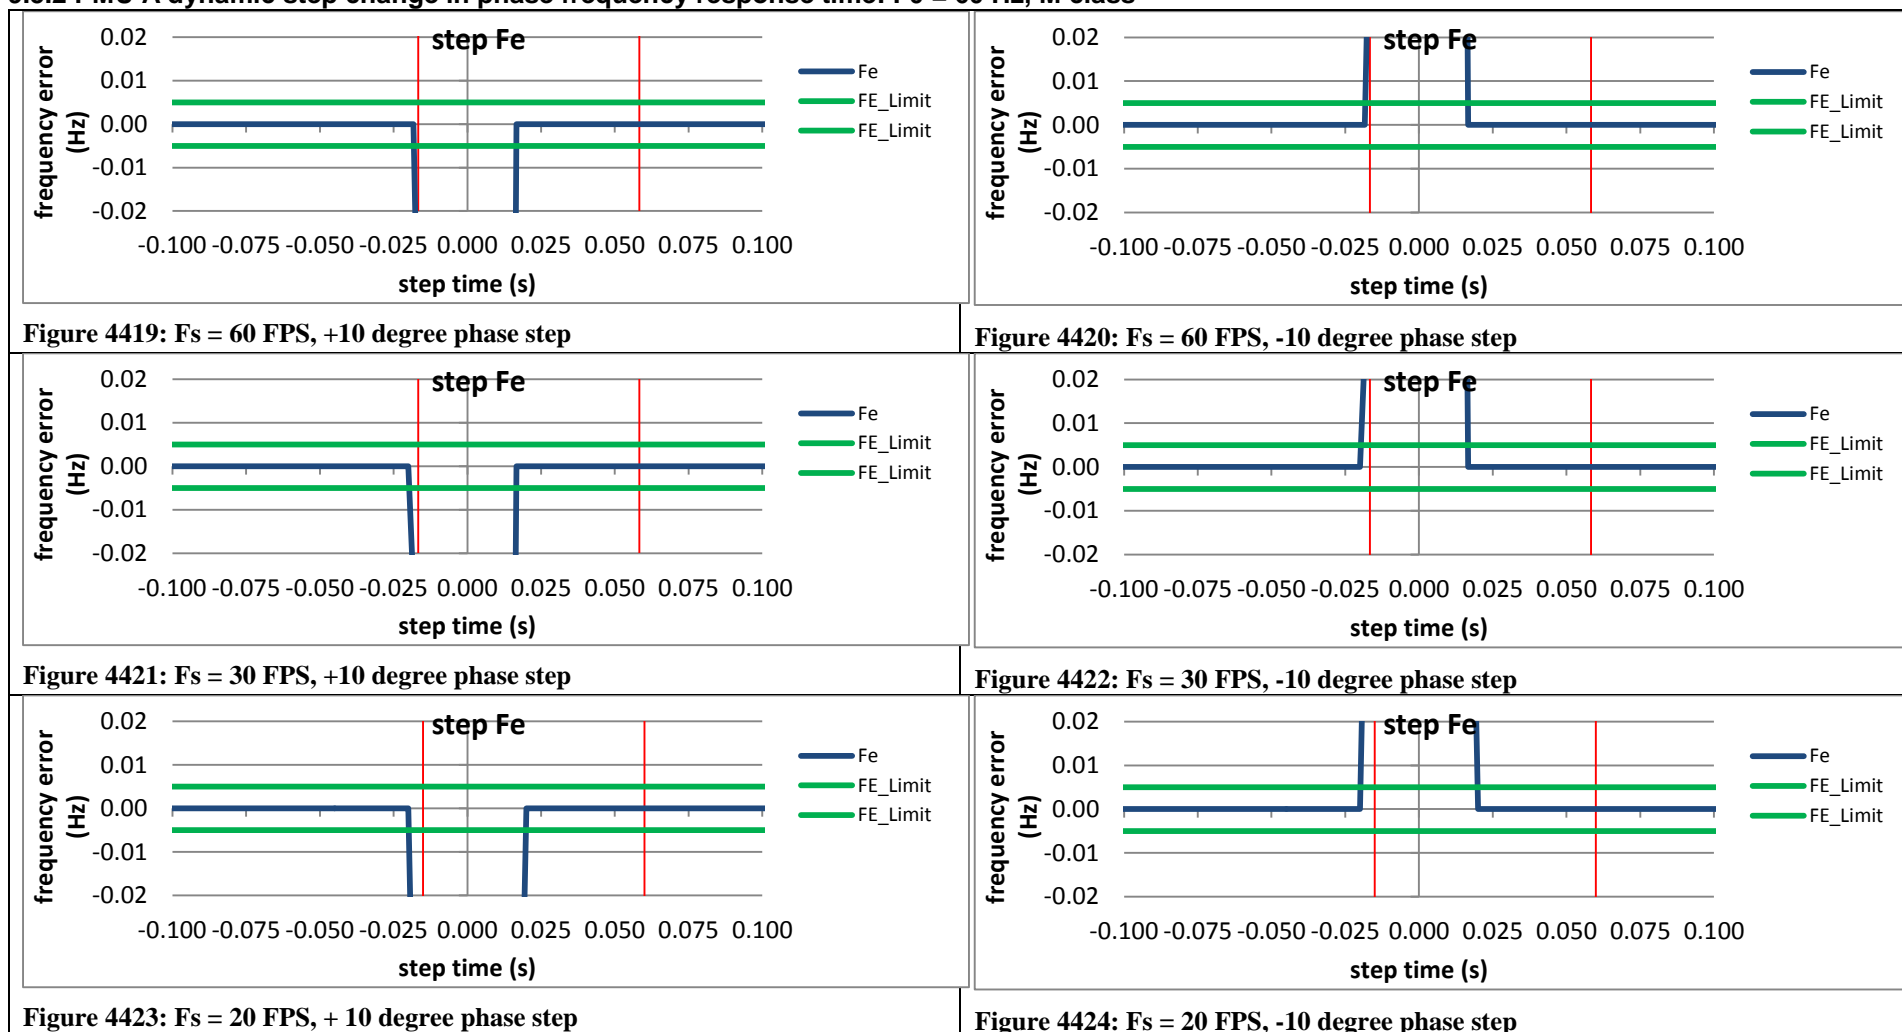 step Fe
0.02
0.01
0.00
-0.01
-0.02
frequency error
(Hz)
-0.100 -0.075 -0.050 -0.025 0.000 0.025 0.050 0.075 0.100
step time (s)
Fe
FE_Limit
FE_Limit
Figure 4419: Fs = 60 FPS, +10 degree phase step
step Fe
0.02
0.01
0.00
-0.01
-0.02
frequency error
(Hz)
-0.100 -0.075 -0.050 -0.025 0.000 0.025 0.050 0.075 0.100
step time (s)
Fe
FE_Limit
FE_Limit
Figure 4420: Fs = 60 FPS, -10 degree phase step
step Fe
0.02
0.01
0.00
-0.01
-0.02
frequency error
(Hz)
-0.100 -0.075 -0.050 -0.025 0.000 0.025 0.050 0.075 0.100
step time (s)
Fe
FE_Limit
FE_Limit
Figure 4421: Fs = 30 FPS, +10 degree phase step
step Fe
0.02
0.01
0.00
-0.01
-0.02
frequency error
(Hz)
-0.100 -0.075 -0.050 -0.025 0.000 0.025 0.050 0.075 0.100
step time (s)
Fe
FE_Limit
FE_Limit
Figure 4422: Fs = 30 FPS, -10 degree phase step
step Fe
0.02
0.01
0.00
-0.01
-0.02
frequency error
(Hz)
-0.100 -0.075 -0.050 -0.025 0.000 0.025 0.050 0.075 0.100
step time (s)
Fe
FE_Limit
FE_Limit
Figure 4423: Fs = 20 FPS, + 10 degree phase step
step Fe
0.02
0.01
0.00
-0.01
-0.02
frequency error
(Hz)
-0.100 -0.075 -0.050 -0.025 0.000 0.025 0.050 0.075 0.100
step time (s)
Fe
FE_Limit
FE_Limit
Figure 4424: Fs = 20 FPS, -10 degree phase step